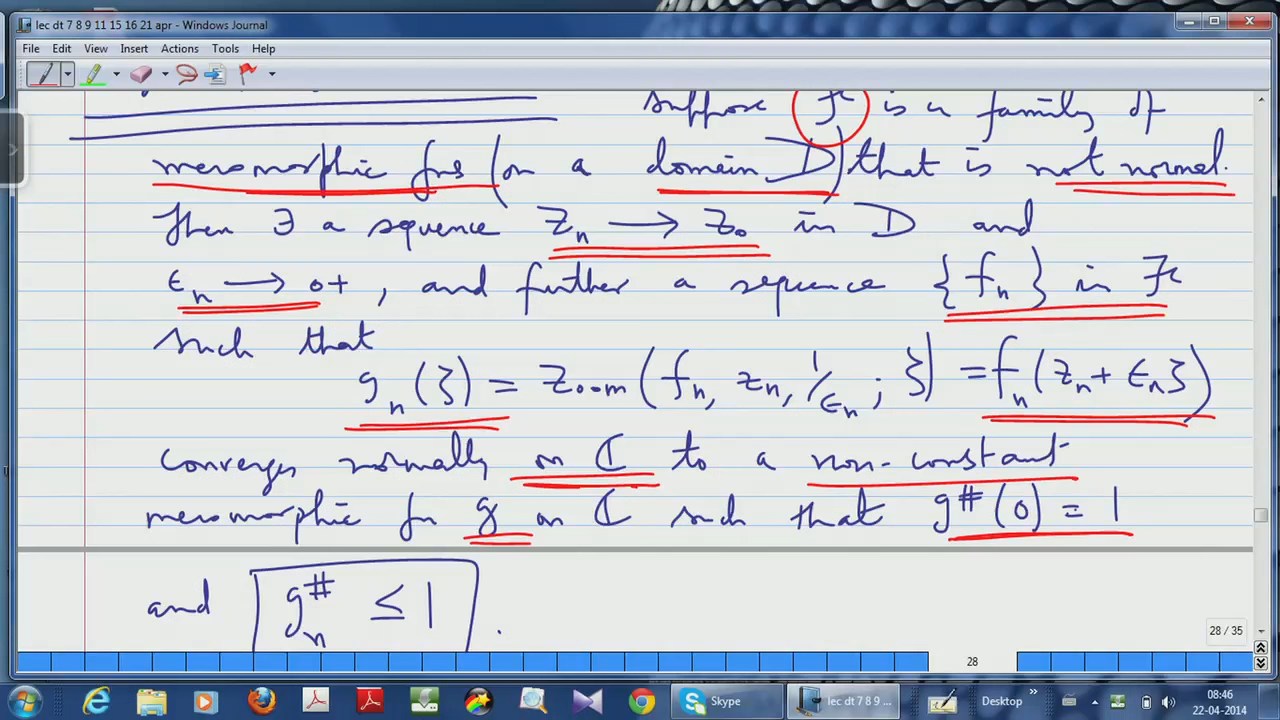 lec dt 7 8 9 11 15 16 21 apr - Windows Journal
File Edit View Insert Actions Tools Help
Suppose ℱ is a family of
meromorphic fns (on a domain D) that is not normal.
Then ∃ a sequence zₙ → z₀ in D and
εₙ → 0+, and further a sequence {fₙ} in ℱ
such that
gₙ(ζ) = Zoom(fₙ, zₙ, 1/εₙ; ζ) = fₙ(zₙ + εₙζ)
converges normally on ℂ to a non-constant
meromorphic fn g on ℂ such that g#(0) = 1
and gₙ# ≤ 1.
28 / 35
28
Skype
lec dt 7 8 9 ...
Desktop
08:46
22-04-2014